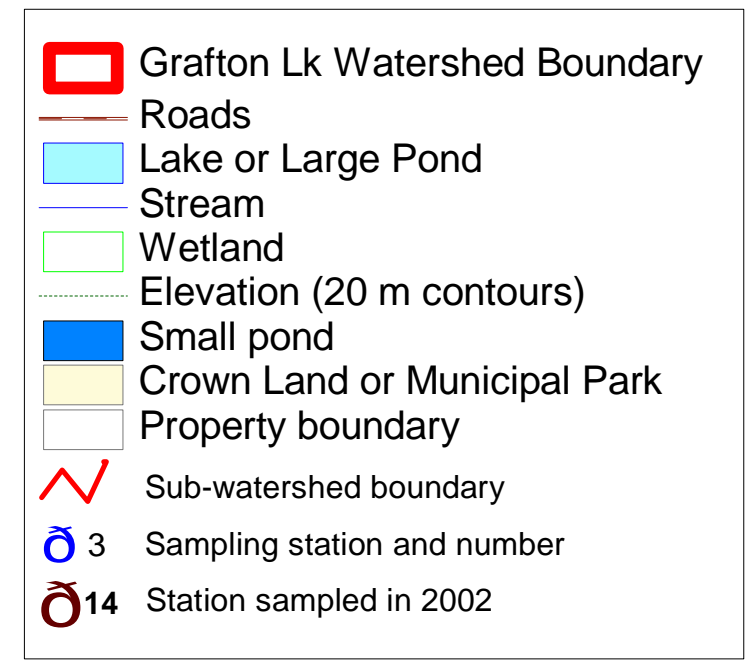 Grafton Lk Watershed Boundary
Roads
Lake or Large Pond
Stream
Wetland
Elevation (20 m contours)
Small pond
Crown Land or Municipal Park
Property boundary
Sub-watershed boundary
ð 3 Sampling station and number
ð 14 Station sampled in 2002